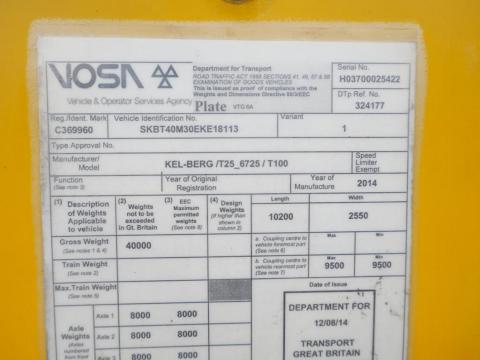 VOSA
Vehicle & Operator Services Agency
Department for Transport
ROAD TRAFFIC ACT 1988 SECTIONS 41, 49, 57 & 58
EXAMINATION OF GOODS VEHICLES
This is issued as proof of compliance with the
Weights and Dimensions Directive 85/3/EEC
Plate VTG 6A
Serial No.
H03700025422
DTp Ref. No.
324177
Reg./Ident. Mark
C369960
Vehicle Identification No.
SKBT40M30EKE18113
Variant
1
Type Approval No.
Manufacturer/
Model
KEL-BERG /T25_6725 / T100
Speed
Limiter
Exempt
Function
(See note 3)
Year of Original
Registration
Year of
Manufacture
2014
(1) Description
of Weights
Applicable
to vehicle
(2) Weights
not to be
exceeded
in Gt. Britain
(3) EEC
Maximum
permitted
weights
(See note 8)
(4) Design
Weights
(if higher than
shown in
column 2)
Length
10200
Width
2550
Gross Weight
(See notes 1 & 4)
40000
a. Coupling centre to
vehicle foremost part
(See note 6)
Max
Min
Train Weight
(See note 2)
a. Coupling centre to
vehicle rearmost part
(See note 7)
Max
9500
Min
9500
Max.Train Weight
(See note 5)
Date of Issue
Axle
Weights
(Axles
numbered
from front
Axle 1
8000
8000
Axle 2
8000
8000
Axle 3
8000
8000
DEPARTMENT FOR
12/08/14
TRANSPORT
GREAT BRITAIN